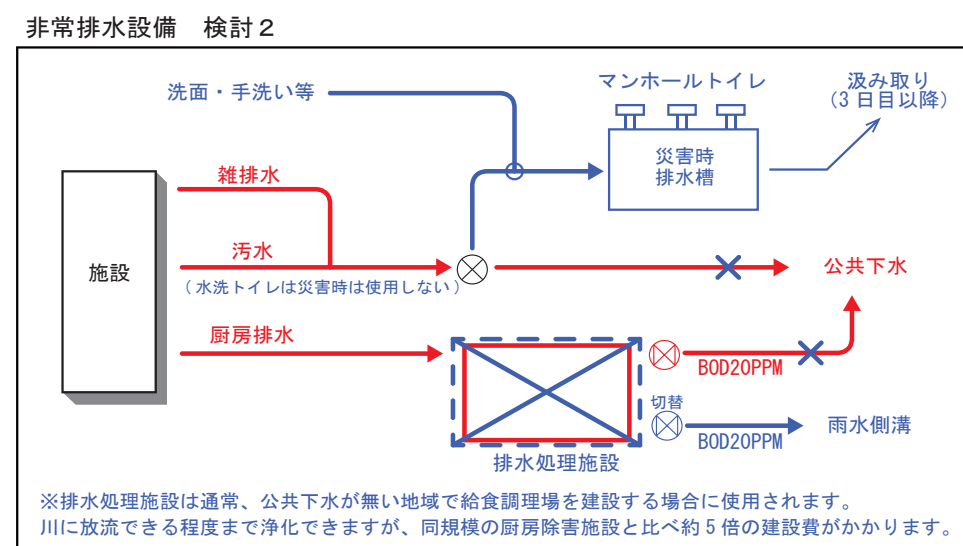 非常排水設備　検討２
洗面・手洗い等
マンホールトイレ
汲み取り
（3日目以降）
災害時
排水槽
雑排水
汚水
（水洗トイレは災害時は使用しない）
施設
公共下水
厨房排水
BOD20PPM
切替
BOD20PPM
雨水側溝
排水処理施設
※排水処理施設は通常、公共下水が無い地域で給食調理場を建設する場合に使用されます。
川に放流できる程度まで浄化できますが、同規模の厨房除害施設と比べ約５倍の建設費がかかります。